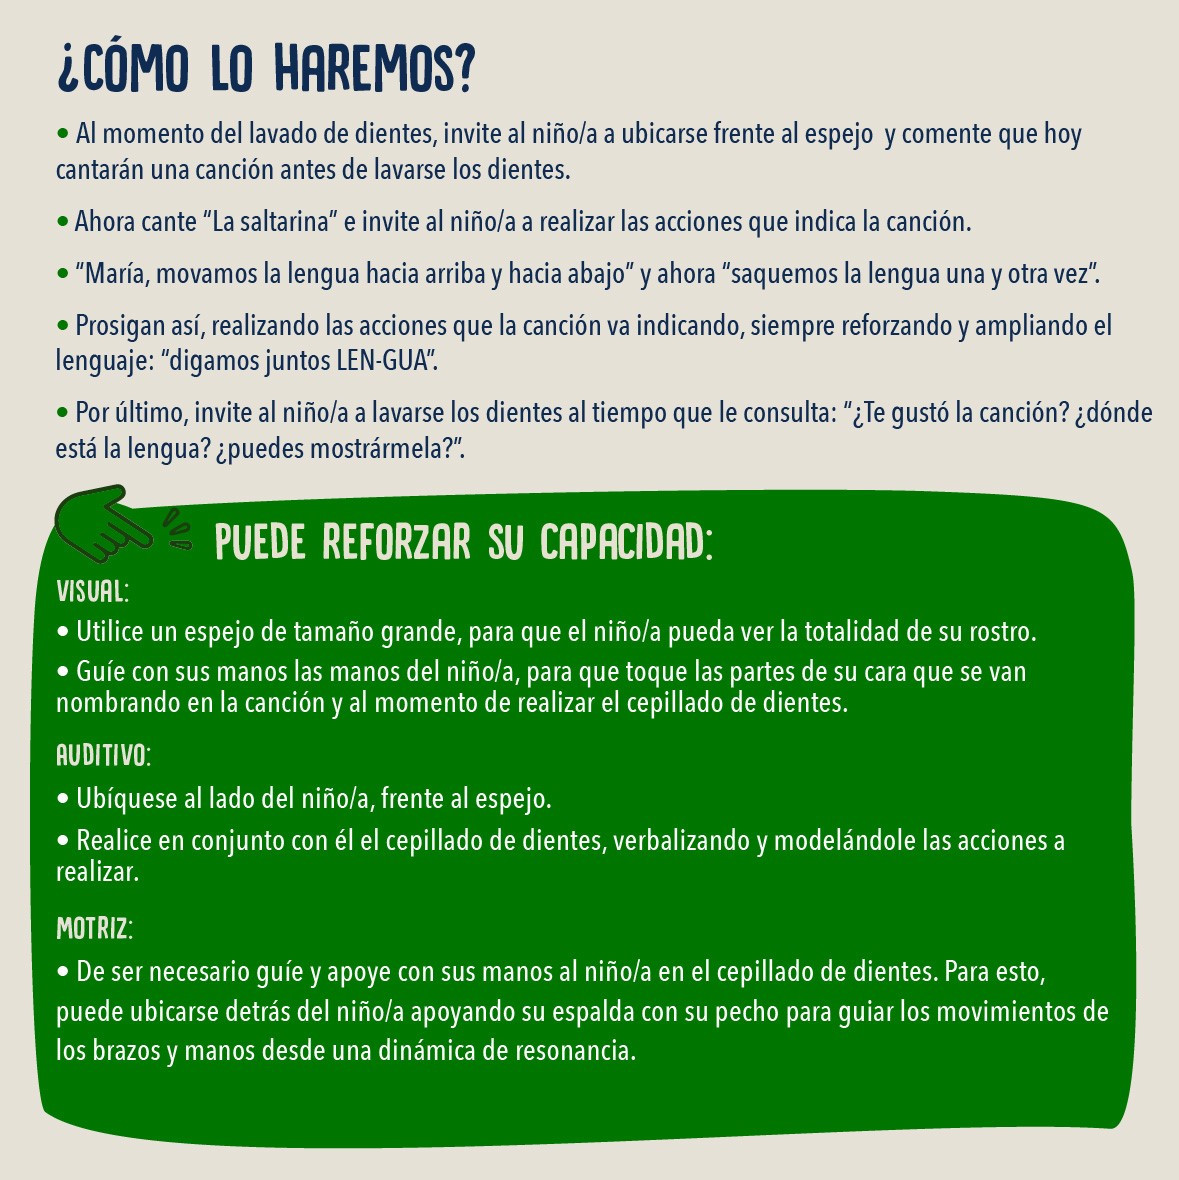 ¿CÓMO LO HAREMOS?
• Al momento del lavado de dientes, invite al niño/a a ubicarse frente al espejo  y comente que hoy
cantarán una canción antes de lavarse los dientes.
• Ahora cante “La saltarina” e invite al niño/a a realizar las acciones que indica la canción.
• “María, movamos la lengua hacia arriba y hacia abajo” y ahora “saquemos la lengua una y otra vez”.
• Prosigan así, realizando las acciones que la canción va indicando, siempre reforzando y ampliando el
lenguaje: “digamos juntos LEN-GUA”.
• Por último, invite al niño/a a lavarse los dientes al tiempo que le consulta: “¿Te gustó la canción? ¿dónde
está la lengua? ¿puedes mostrármela?”.
PUEDE REFORZAR SU CAPACIDAD:
VISUAL:
• Utilice un espejo de tamaño grande, para que el niño/a pueda ver la totalidad de su rostro.
• Guíe con sus manos las manos del niño/a, para que toque las partes de su cara que se van
nombrando en la canción y al momento de realizar el cepillado de dientes.
AUDITIVO:
• Ubíquese al lado del niño/a, frente al espejo.
• Realice en conjunto con él el cepillado de dientes, verbalizando y modelándole las acciones a
realizar.
MOTRIZ:
• De ser necesario guíe y apoye con sus manos al niño/a en el cepillado de dientes. Para esto,
puede ubicarse detrás del niño/a apoyando su espalda con su pecho para guiar los movimientos de
los brazos y manos desde una dinámica de resonancia.